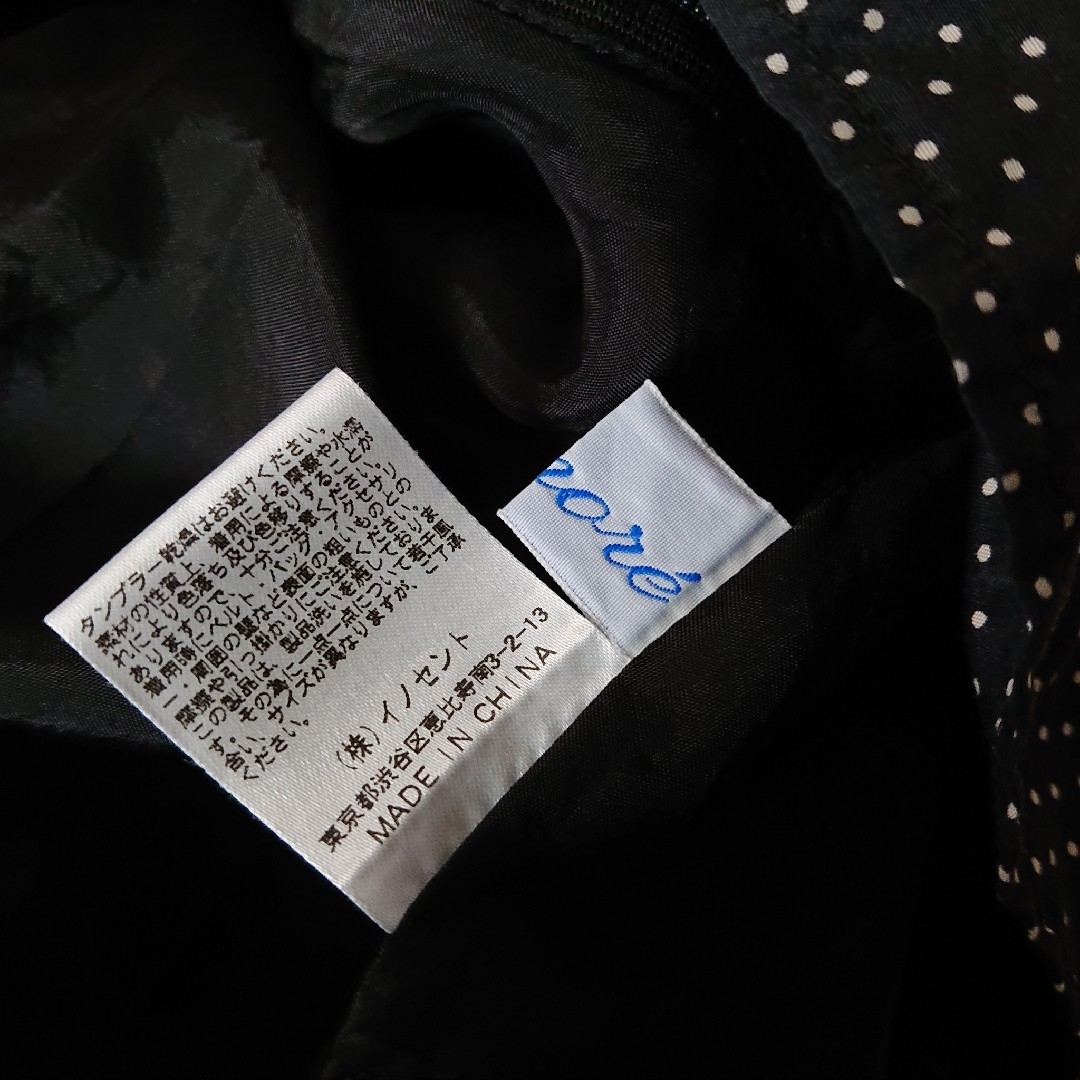 タンブラー乾燥はお避けください。
素材の性質上、着用による摩擦や水濡
れにより色落ち及び色移りすることが
ありますので、十分ご注意ください。
着用時にベルト、バッグ、アクセサリ
ー、周囲の壁など表面の粗いものとの
摩擦や引っ掛かりにご注意ください。
この製品は、製品洗いを施しておりま
す。その為に一点一点について若干風
合い、サイズが異なりますが、ご了承
ください。
(株)イノセント
東京都渋谷区恵比寿南3-2-13
MADE IN CHINA
noré